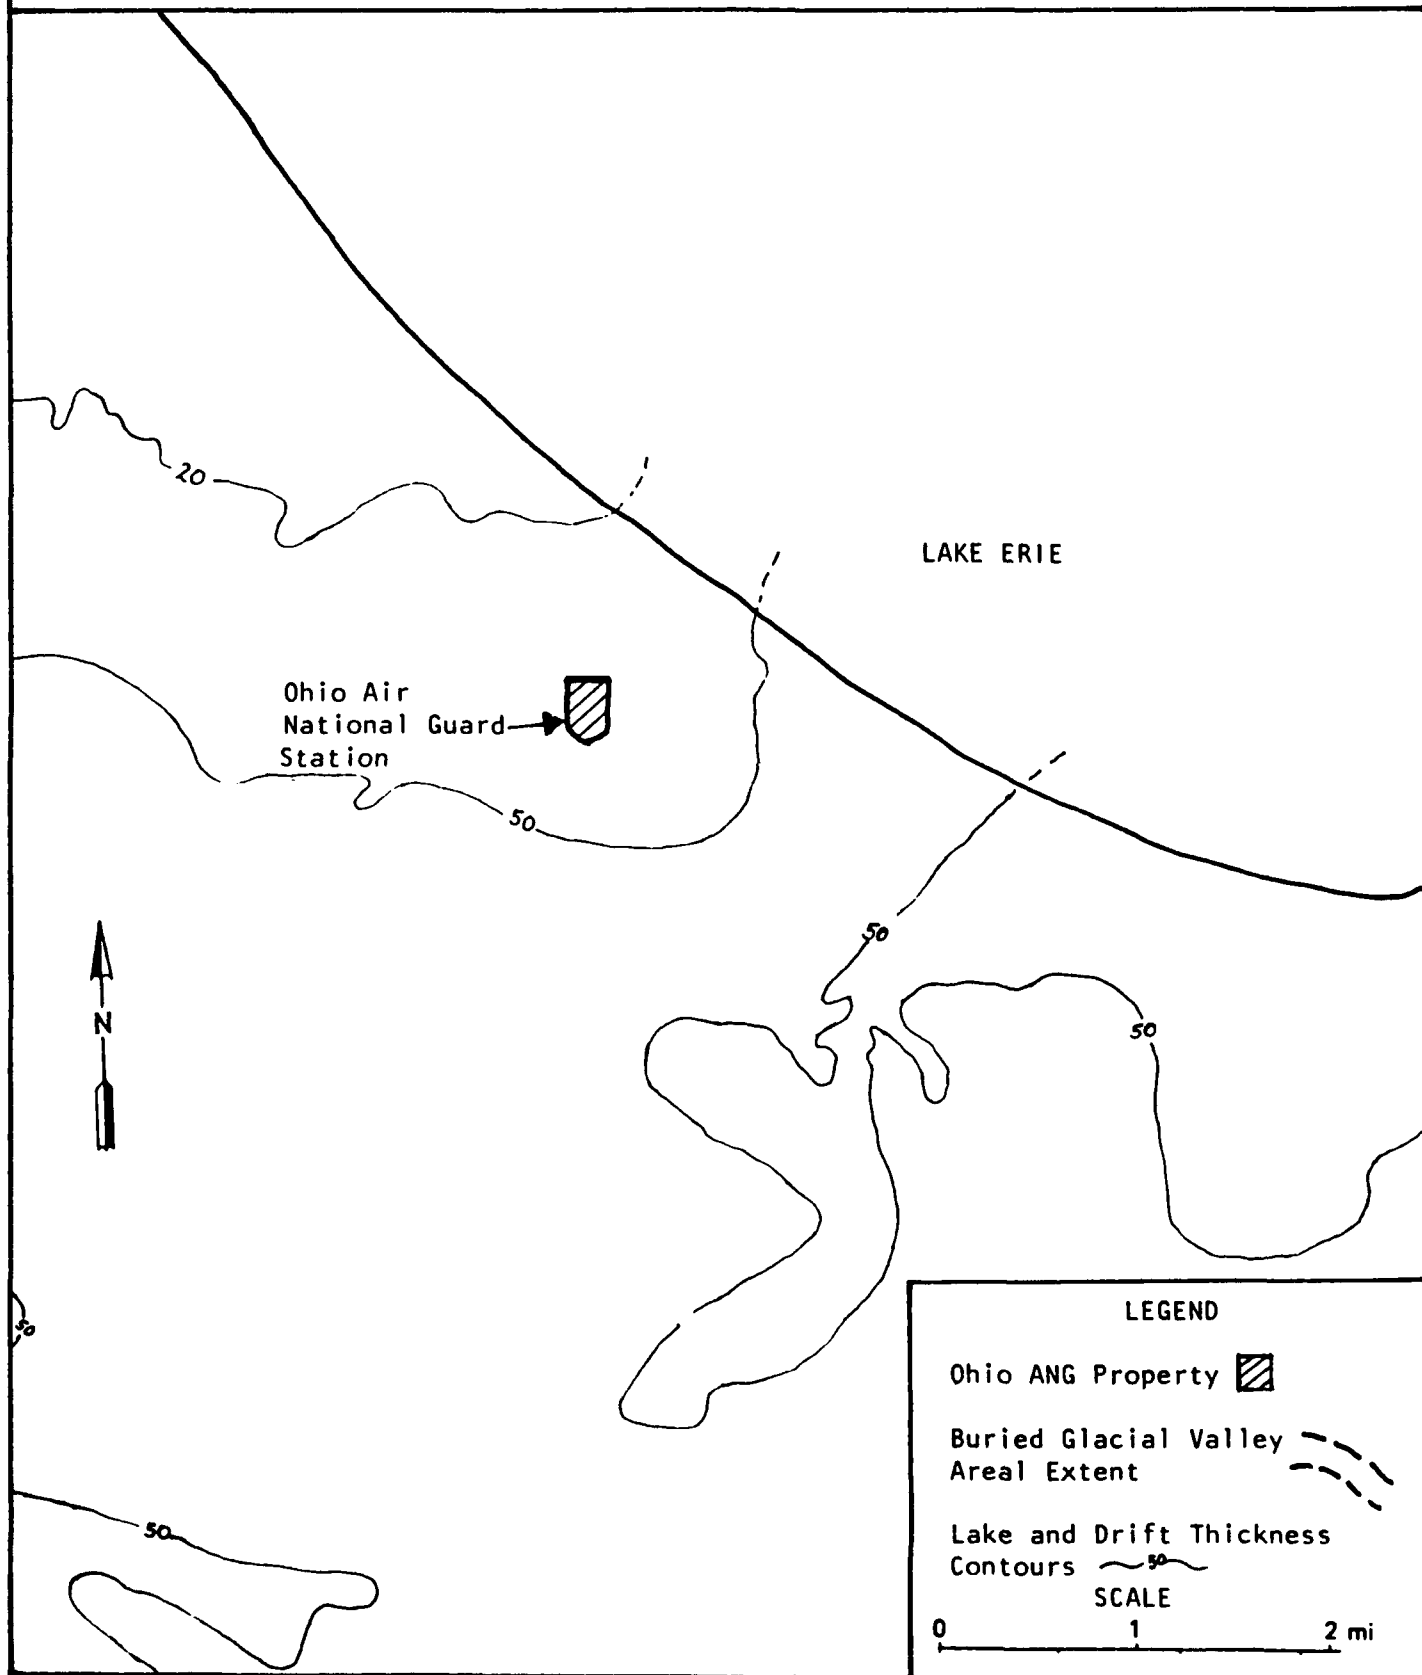 20
LAKE ERIE
Ohio Air
National Guard
Station
50
50
N
50
50
50
LEGEND
Ohio ANG Property
Buried Glacial Valley
Areal Extent
Lake and Drift Thickness
Contours 50
SCALE
0 1 2 mi